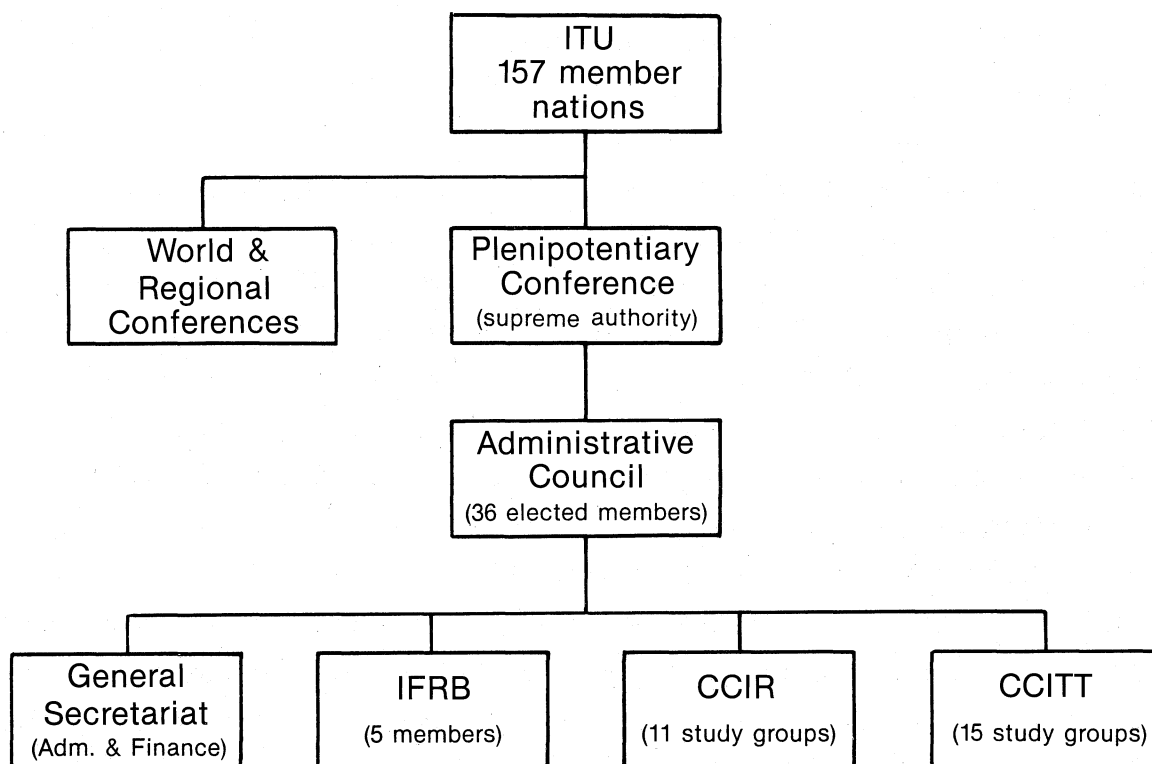 ITU
157 member
nations
World &
Regional
Conferences
Plenipotentiary
Conference
(supreme authority)
Administrative
Council
(36 elected members)
General
Secretariat
(Adm. & Finance)
IFRB
(5 members)
CCIR
(11 study groups)
CCITT
(15 study groups)